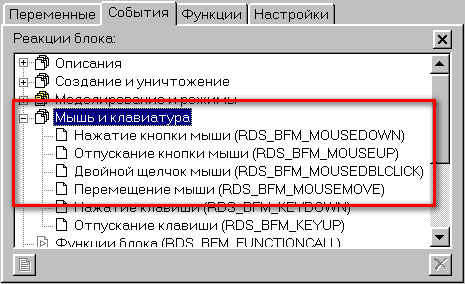 Переменные События Функции Настройки
Реакции блока:
Описания
Создание и уничтожение
Моделирование и режимы
Мышь и клавиатура
Нажатие кнопки мыши (RDS_BFM_MOUSEDOWN)
Отпускание кнопки мыши (RDS_BFM_MOUSEUP)
Двойной щелчок мыши (RDS_BFM_MOUSEDBLCLICK)
Перемещение мыши (RDS_BFM_MOUSEMOVE)
Нажатие клавиши (RDS_BFM_KEYDOWN)
Отпускание клавиши (RDS_BFM_KEYUP)
Функции блока (RDS_BFM_FUNCTIONCALL)